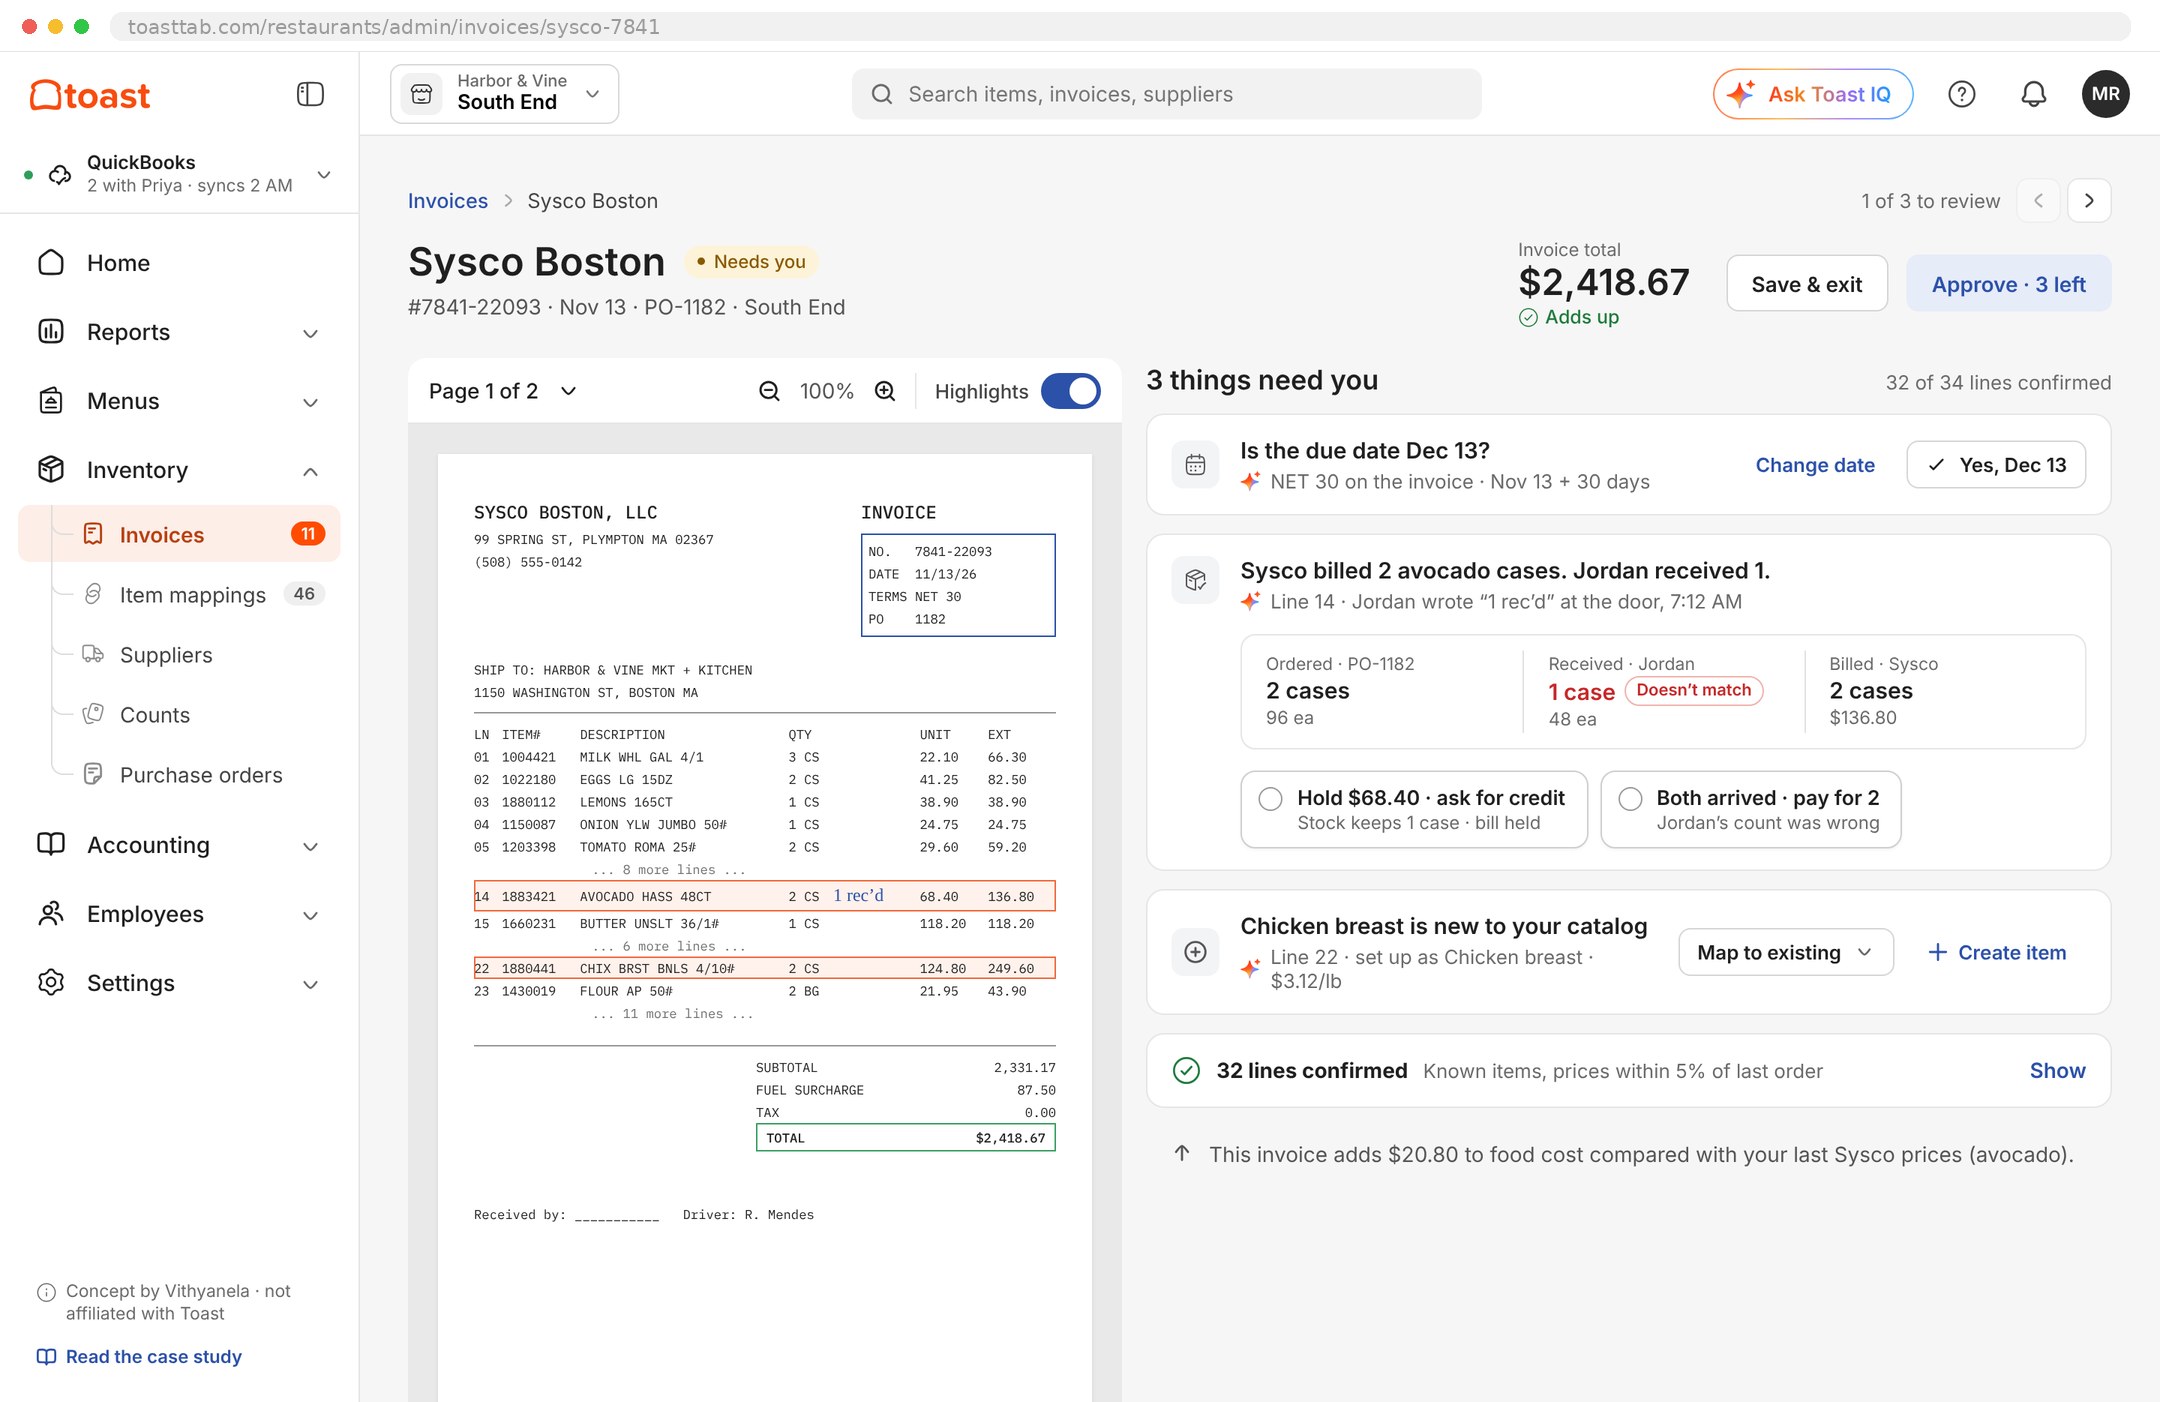 toasttab.com/restaurants/admin/invoices/sysco-7841
toast
Harbor & Vine
South End
Search items, invoices, suppliers
Ask Toast IQ
MR
QuickBooks
2 with Priya · syncs 2 AM
Home
Reports
Menus
Inventory
Invoices 11
Item mappings 46
Suppliers
Counts
Purchase orders
Accounting
Employees
Settings
Concept by Vithyanela · not
affiliated with Toast
Read the case study
Invoices > Sysco Boston
1 of 3 to review
Sysco Boston
Needs you
#7841-22093 · Nov 13 · PO-1182 · South End
Invoice total
$2,418.67
Adds up
Save & exit
Approve · 3 left
Page 1 of 2
100%
Highlights
SYSCO BOSTON, LLC
99 SPRING ST, PLYMPTON MA 02367
(508) 555-0142
INVOICE
NO. 7841-22093
DATE 11/13/26
TERMS NET 30
PO 1182
SHIP TO: HARBOR & VINE MKT + KITCHEN
1150 WASHINGTON ST, BOSTON MA
LN ITEM# DESCRIPTION QTY UNIT EXT
01 1004421 MILK WHL GAL 4/1 3 CS 22.10 66.30
02 1022180 EGGS LG 15DZ 2 CS 41.25 82.50
03 1880112 LEMONS 165CT 1 CS 38.90 38.90
04 1150087 ONION YLW JUMBO 50# 1 CS 24.75 24.75
05 1203398 TOMATO ROMA 25# 2 CS 29.60 59.20
... 8 more lines ...
14 1883421 AVOCADO HASS 48CT 2 CS 1 rec’d 68.40 136.80
15 1660231 BUTTER UNSLT 36/1# 1 CS 118.20 118.20
... 6 more lines ...
22 1880441 CHIX BRST BNLS 4/10# 2 CS 124.80 249.60
23 1430019 FLOUR AP 50# 2 BG 21.95 43.90
... 11 more lines ...
SUBTOTAL 2,331.17
FUEL SURCHARGE 87.50
TAX 0.00
TOTAL $2,418.67
Received by: ___________ Driver: R. Mendes
3 things need you
32 of 34 lines confirmed
Is the due date Dec 13?
NET 30 on the invoice · Nov 13 + 30 days
Change date
Yes, Dec 13
Sysco billed 2 avocado cases. Jordan received 1.
Line 14 · Jordan wrote “1 rec’d” at the door, 7:12 AM
Ordered · PO-1182
2 cases
96 ea
Received · Jordan
1 case Doesn’t match
48 ea
Billed · Sysco
2 cases
$136.80
Hold $68.40 · ask for credit
Stock keeps 1 case · bill held
Both arrived · pay for 2
Jordan’s count was wrong
Chicken breast is new to your catalog
Line 22 · set up as Chicken breast ·
$3.12/lb
Map to existing
Create item
32 lines confirmed Known items, prices within 5% of last order
Show
This invoice adds $20.80 to food cost compared with your last Sysco prices (avocado).